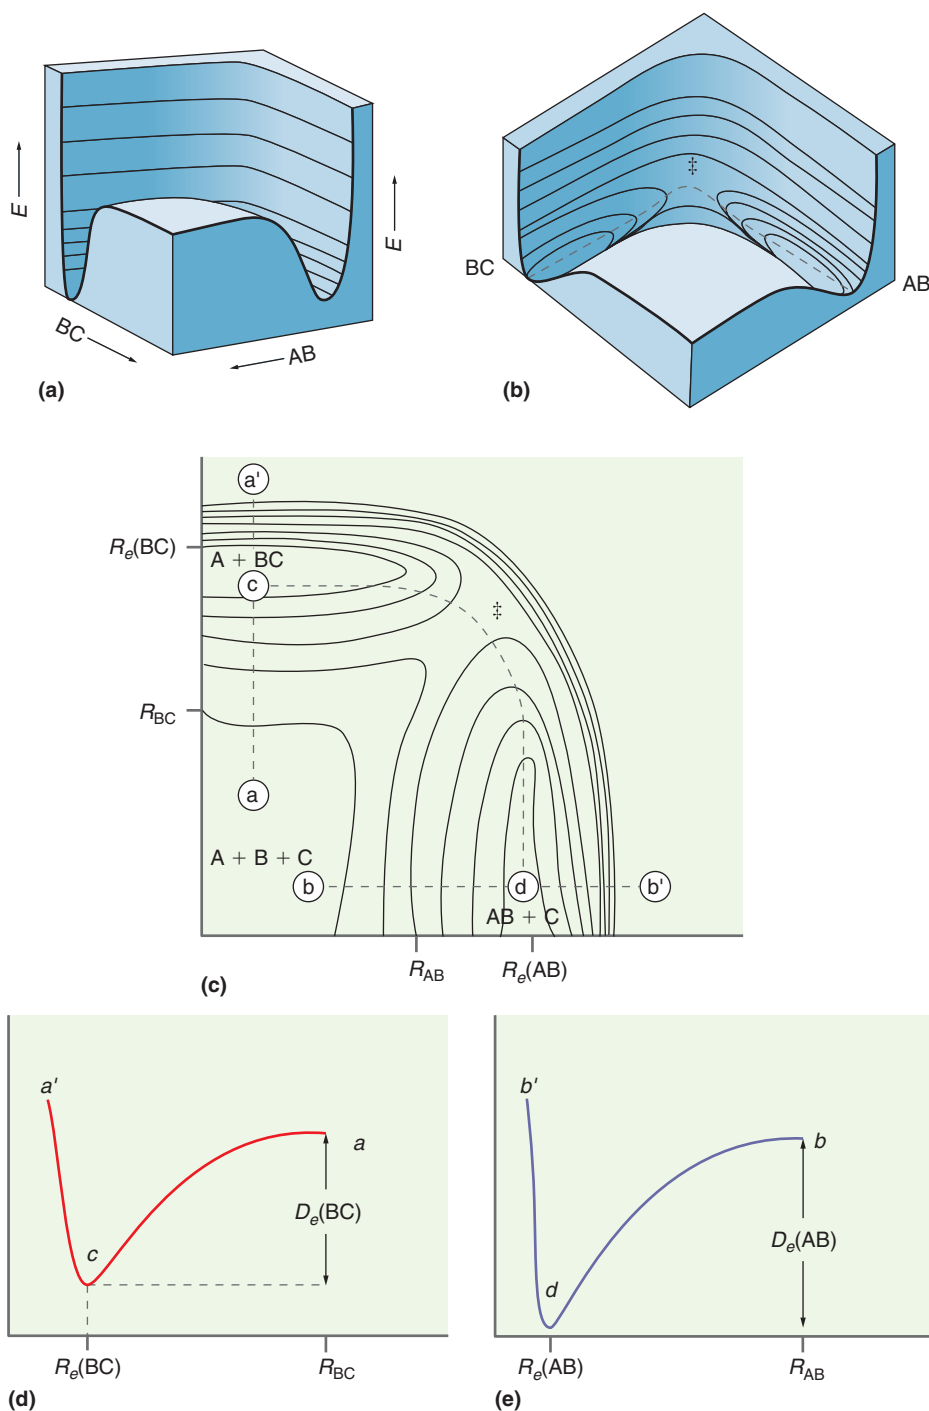 E
E
BC
AB
(a)
‡
BC
AB
(b)
a'
Re(BC)
A + BC
c
‡
RBC
a
A + B + C
b
d
b'
AB + C
RAB
Re(AB)
(c)
a'
a
De(BC)
c
Re(BC)
RBC
(d)
b'
b
De(AB)
d
Re(AB)
RAB
(e)